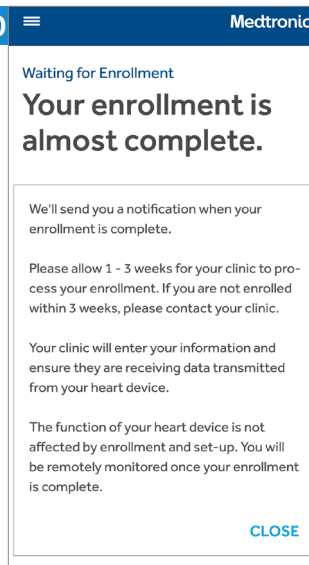 Medtronic
Waiting for Enrollment
Your enrollment is
almost complete.
We'll send you a notification when your
enrollment is complete.
Please allow 1 - 3 weeks for your clinic to pro-
cess your enrollment. If you are not enrolled
within 3 weeks, please contact your clinic.
Your clinic will enter your information and
ensure they are receiving data transmitted
from your heart device.
The function of your heart device is not
affected by enrollment and set-up. You will
be remotely monitored once your enrollment
is complete.
CLOSE